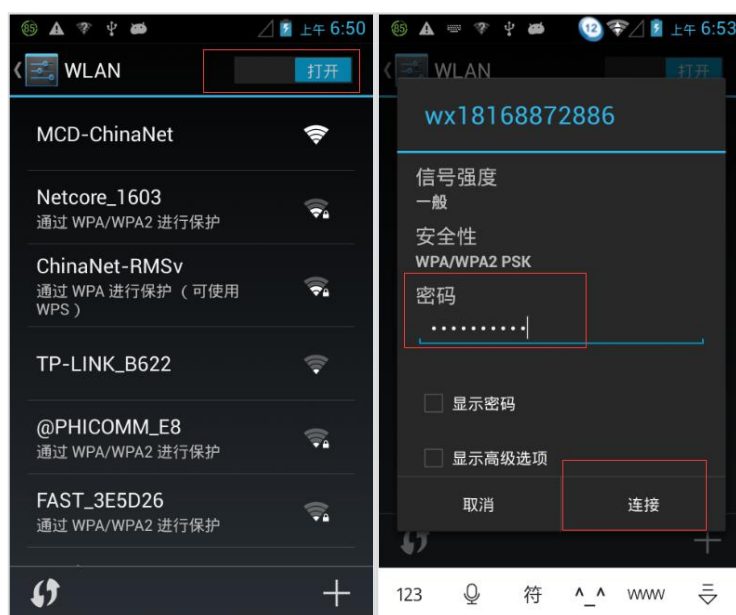 85
上午 6:50
WLAN
打开
MCD-ChinaNet
Netcore_1603
通过 WPA/WPA2 进行保护
ChinaNet-RMSv
通过 WPA 进行保护（可使用
WPS）
TP-LINK_B622
@PHICOMM_E8
通过 WPA/WPA2 进行保护
FAST_3E5D26
通过 WPA/WPA2 进行保护
85
12
上午 6:53
WLAN
打开
wx18168872886
信号强度
一般
安全性
WPA/WPA2 PSK
密码
..........
显示密码
显示高级选项
取消
连接
123
符
^_^
www